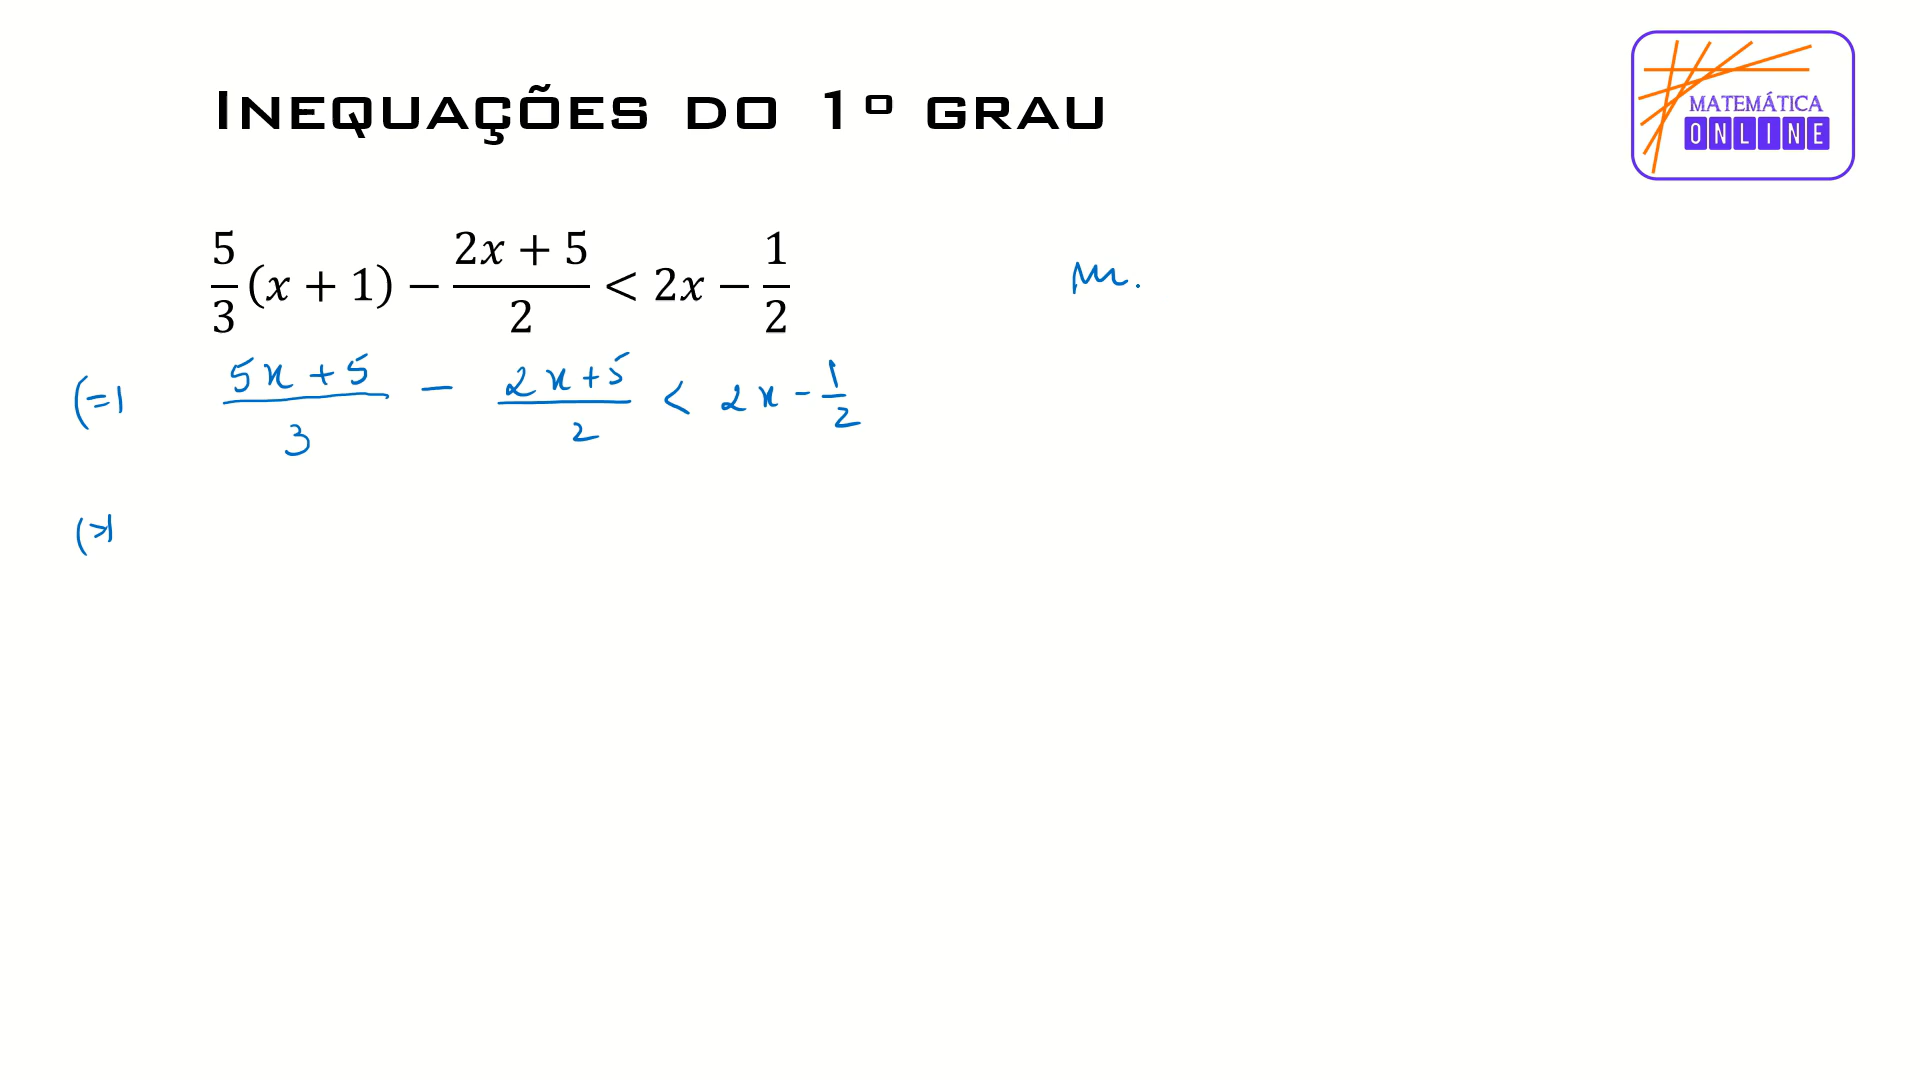 Inequações do 1º grau
MATEMÁTICA
ONLINE
5/3 (x + 1) − (2x + 5)/2 < 2x − 1/2
m.
(=) (5x + 5)/3 − (2x + 5)/2 < 2x − 1/2